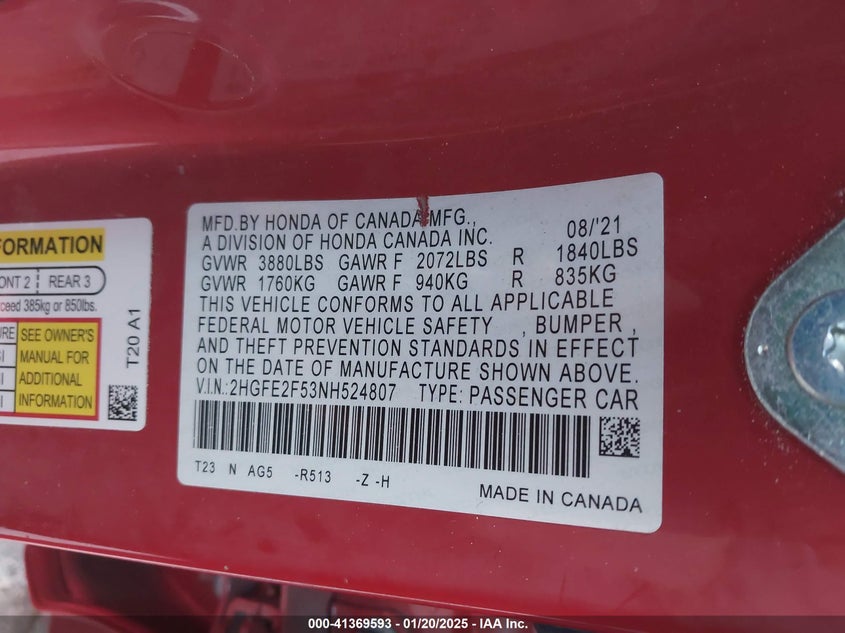 FORMATION
ONT 2 REAR 3
ceed 385kg or 850lbs.
URE SEE OWNER'S
SI MANUAL FOR
ADDITIONAL
INFORMATION
T20 A1
MFD.BY HONDA OF CANADA MFG., 08/'21
A DIVISION OF HONDA CANADA INC.
GVWR 3880LBS GAWR F 2072LBS R 1840LBS
GVWR 1760KG GAWR F 940KG R 835KG
THIS VEHICLE CONFORMS TO ALL APPLICABLE
FEDERAL MOTOR VEHICLE SAFETY , BUMPER ,
AND THEFT PREVENTION STANDARDS IN EFFECT
ON THE DATE OF MANUFACTURE SHOWN ABOVE.
V.I.N.:2HGFE2F53NH524807 TYPE: PASSENGER CAR
T23 N AG5 -R513 -Z -H
MADE IN CANADA
000-41369593 - 01/20/2025 - IAA Inc.